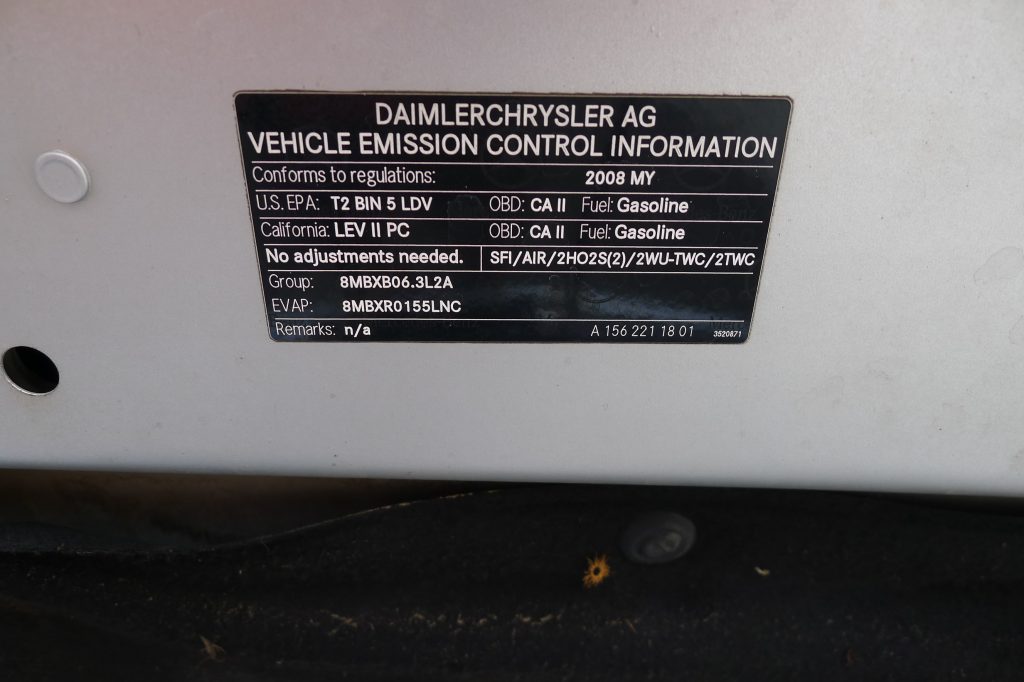 DAIMLERCHRYSLER AG
VEHICLE EMISSION CONTROL INFORMATION
Conforms to regulations: 2008 MY
U.S. EPA: T2 BIN 5 LDV OBD: CA II Fuel: Gasoline
California: LEV II PC OBD: CA II Fuel: Gasoline
No adjustments needed. SFI/AIR/2HO2S(2)/2WU-TWC/2TWC
Group: 8MBXB06.3L2A
EVAP: 8MBXR0155LNC
Remarks: n/a A 156 221 18 01 3520871